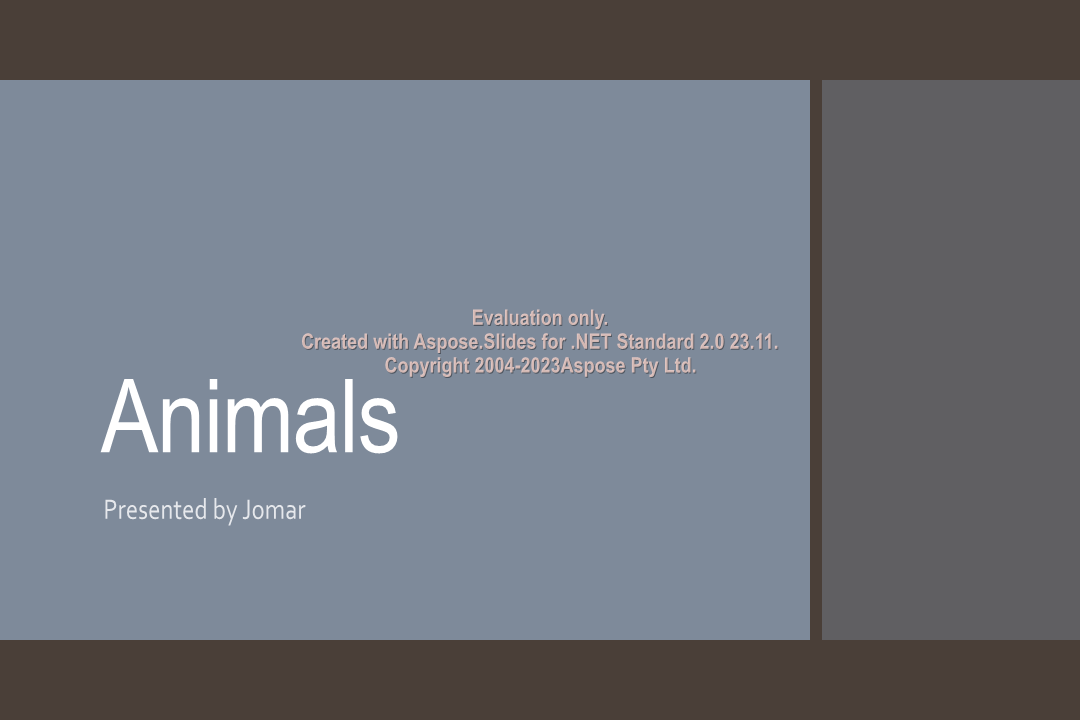 Evaluation only.
Created with Aspose.Slides for .NET Standard 2.0 23.11.
Copyright 2004-2023Aspose Pty Ltd.
Animals
Presented by Jomar